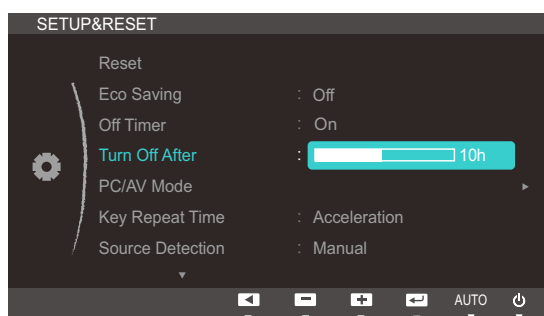 SETUP&RESET
Reset
Eco Saving : Off
Off Timer : On
Turn Off After : 10h
PC/AV Mode
Key Repeat Time : Acceleration
Source Detection : Manual
AUTO